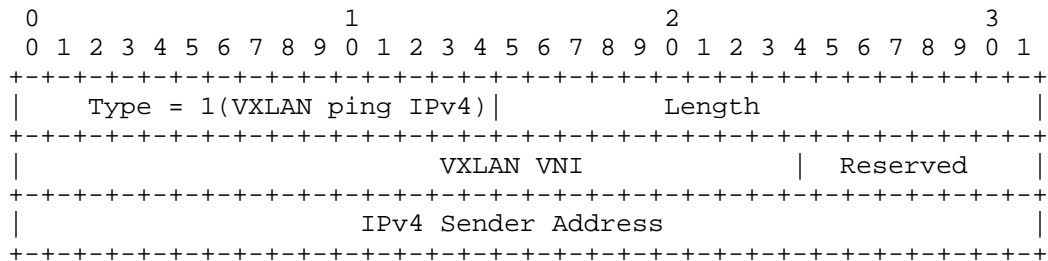 0                   1                   2                   3
 0 1 2 3 4 5 6 7 8 9 0 1 2 3 4 5 6 7 8 9 0 1 2 3 4 5 6 7 8 9 0 1
+-+-+-+-+-+-+-+-+-+-+-+-+-+-+-+-+-+-+-+-+-+-+-+-+-+-+-+-+-+-+-+-+
|    Type = 1(VXLAN ping IPv4)|          Length                 |
+-+-+-+-+-+-+-+-+-+-+-+-+-+-+-+-+-+-+-+-+-+-+-+-+-+-+-+-+-+-+-+-+
|                          VXLAN VNI             |  Reserved    |
+-+-+-+-+-+-+-+-+-+-+-+-+-+-+-+-+-+-+-+-+-+-+-+-+-+-+-+-+-+-+-+-+
|                     IPv4 Sender Address                       |
+-+-+-+-+-+-+-+-+-+-+-+-+-+-+-+-+-+-+-+-+-+-+-+-+-+-+-+-+-+-+-+-+